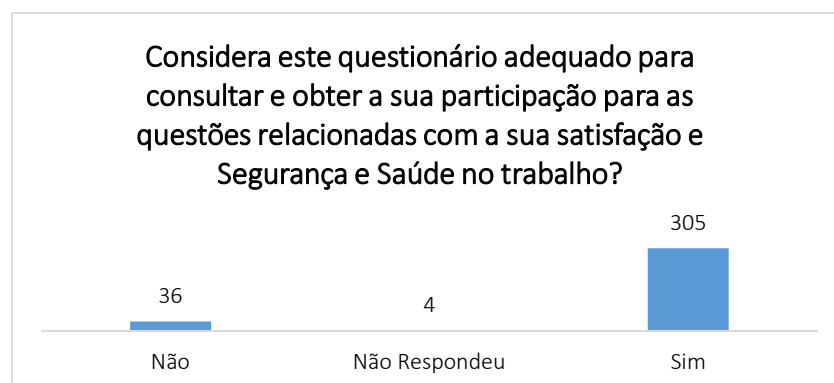 Considera este questionário adequado para
consultar e obter a sua participação para as
questões relacionadas com a sua satisfação e
Segurança e Saúde no trabalho?
305
36
4
Não
Não Respondeu
Sim